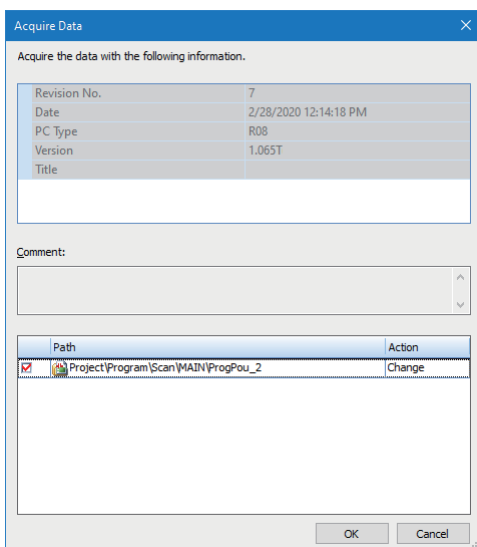 Acquire Data
Acquire the data with the following information.
Revision No. 7
Date 2/28/2020 12:14:18 PM
PC Type R08
Version 1.065T
Title
Comment:
Path Action
Project\Program\Scan\MAIN\ProgPou_2 Change
OK Cancel